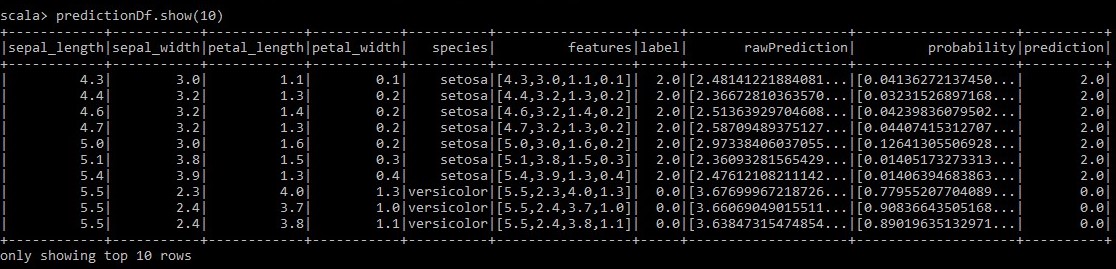 scala> predictionDf.show(10)
+------------+-----------+------------+-----------+----------+-----------------+-----+--------------------+--------------------+----------+
|sepal_length|sepal_width|petal_length|petal_width|   species|         features|label|       rawPrediction|         probability|prediction|
+------------+-----------+------------+-----------+----------+-----------------+-----+--------------------+--------------------+----------+
|         4.3|        3.0|         1.1|        0.1|    setosa|[4.3,3.0,1.1,0.1]|  2.0|[2.48141221884081...|[0.04136272137450...|       2.0|
|         4.4|        3.2|         1.3|        0.2|    setosa|[4.4,3.2,1.3,0.2]|  2.0|[2.36672810363570...|[0.03231526897168...|       2.0|
|         4.6|        3.2|         1.4|        0.2|    setosa|[4.6,3.2,1.4,0.2]|  2.0|[2.51363929704608...|[0.04239836079502...|       2.0|
|         4.7|        3.2|         1.3|        0.2|    setosa|[4.7,3.2,1.3,0.2]|  2.0|[2.58709489375127...|[0.04407415312707...|       2.0|
|         5.0|        3.0|         1.6|        0.2|    setosa|[5.0,3.0,1.6,0.2]|  2.0|[2.97338406037055...|[0.12641305506928...|       2.0|
|         5.1|        3.8|         1.5|        0.3|    setosa|[5.1,3.8,1.5,0.3]|  2.0|[2.36093281565429...|[0.01405173273313...|       2.0|
|         5.4|        3.9|         1.3|        0.4|    setosa|[5.4,3.9,1.3,0.4]|  2.0|[2.47612108211142...|[0.01406394683863...|       2.0|
|         5.5|        2.3|         4.0|        1.3|versicolor|[5.5,2.3,4.0,1.3]|  0.0|[3.67699967218726...|[0.77955207704089...|       0.0|
|         5.5|        2.4|         3.7|        1.0|versicolor|[5.5,2.4,3.7,1.0]|  0.0|[3.66069049015511...|[0.90836643505168...|       0.0|
|         5.5|        2.4|         3.8|        1.1|versicolor|[5.5,2.4,3.8,1.1]|  0.0|[3.63847315474854...|[0.89019635132971...|       0.0|
+------------+-----------+------------+-----------+----------+-----------------+-----+--------------------+--------------------+----------+
only showing top 10 rows